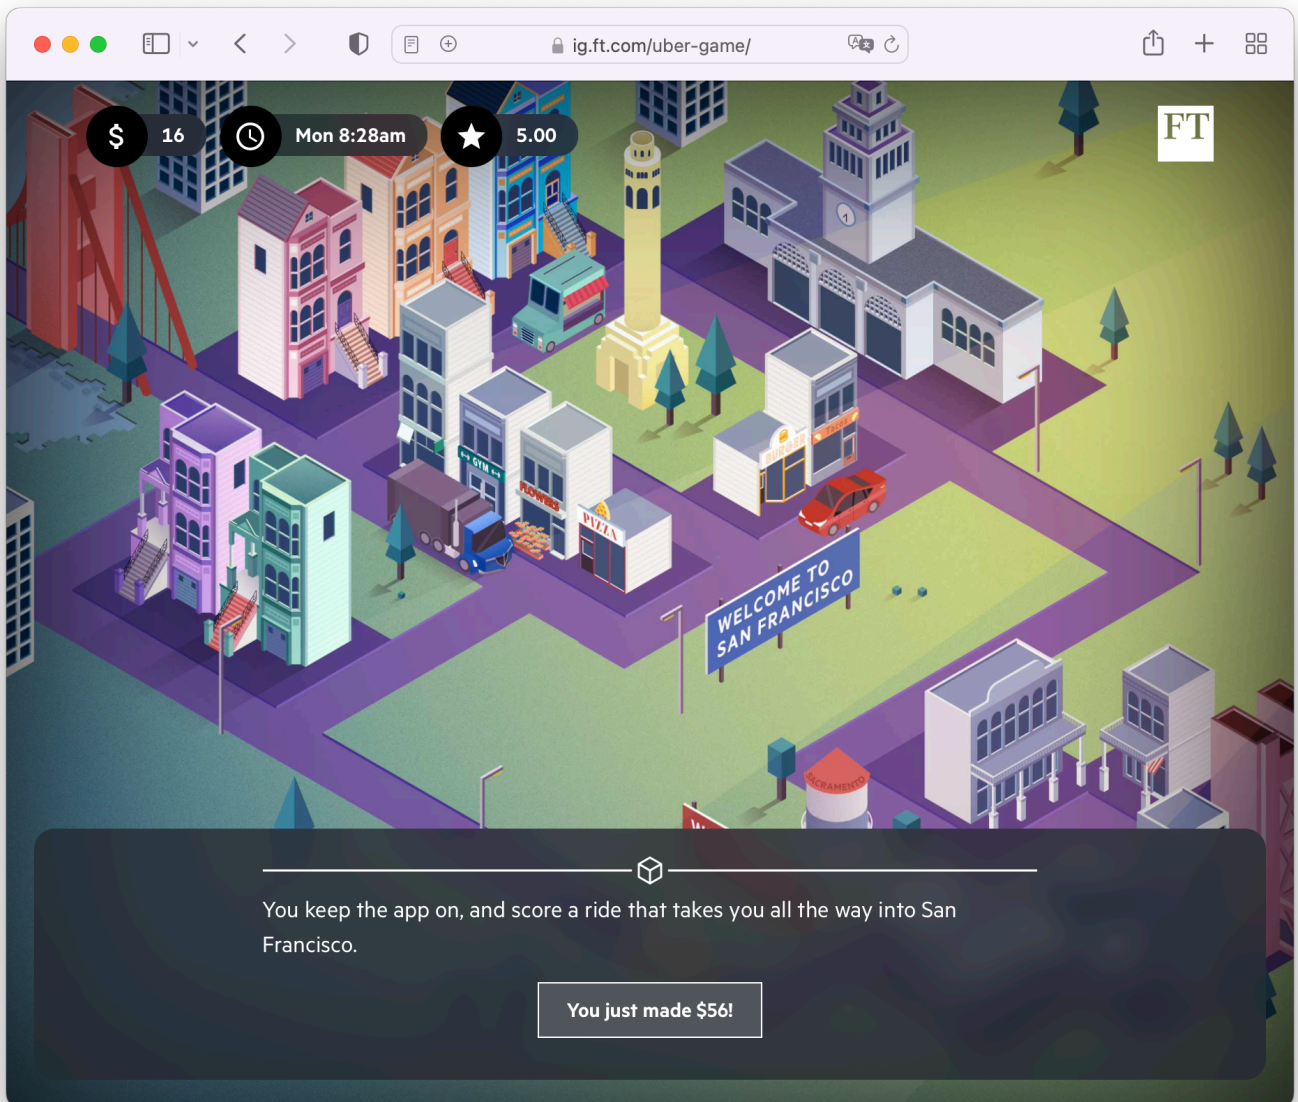 ig.ft.com/uber-game/
$ 16
Mon 8:28am
5.00
FT
1
GYM
FLOWERS
PIZZA
BURGER
Tacos
WELCOME TO
SAN FRANCISCO
SACRAMENTO
You keep the app on, and score a ride that takes you all the way into San
Francisco.
You just made $56!